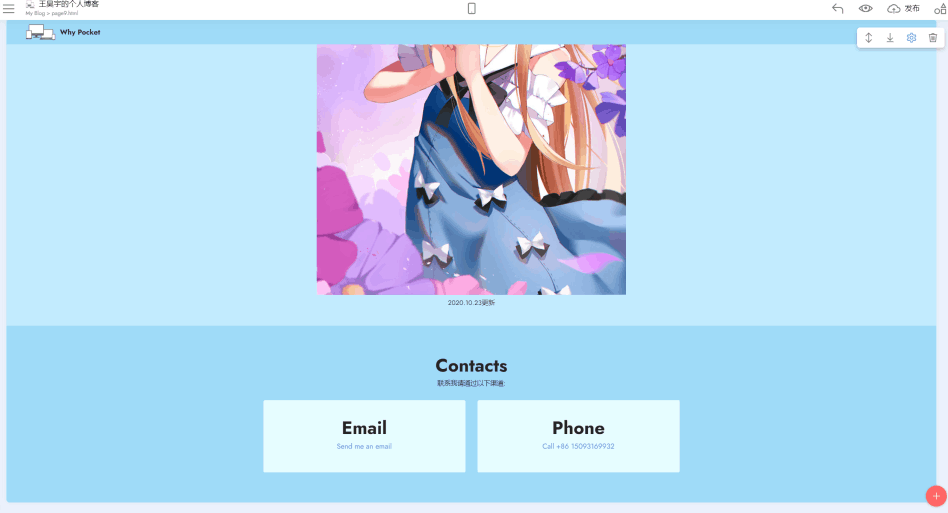 王昊宇的个人博客
My Blog > page9.html
发布
Why Pocket
2020.10.23更新
Contacts
联系我请通过以下渠道:
Email
Send me an email
Phone
Call +86 15093169932